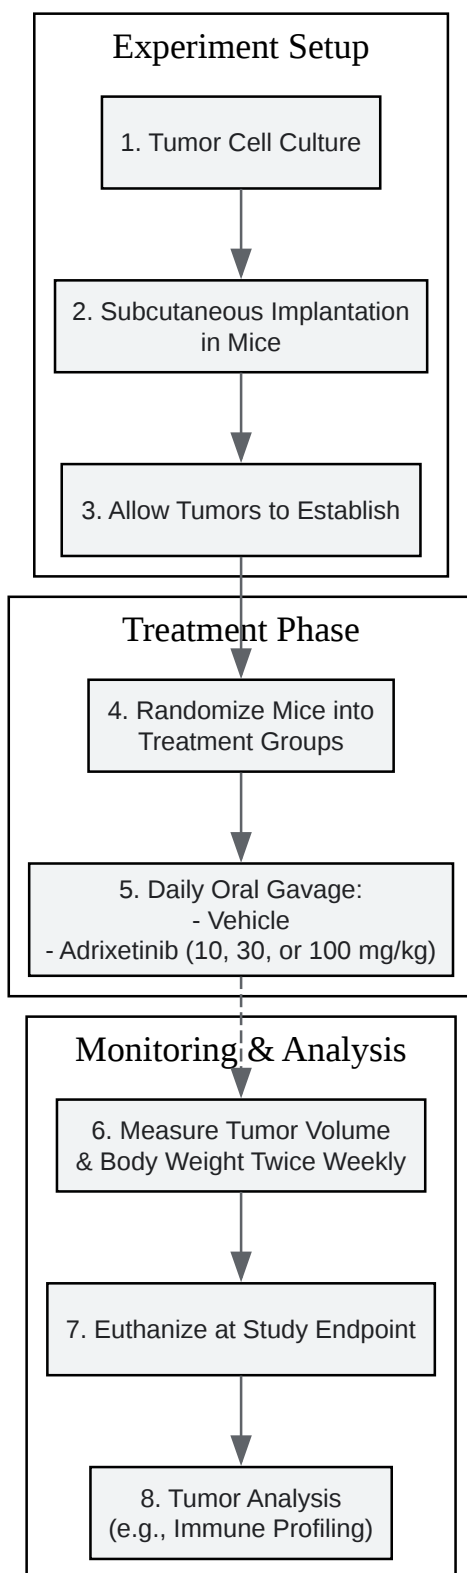 Experiment Setup
1. Tumor Cell Culture
2. Subcutaneous Implantation
in Mice
3. Allow Tumors to Establish
Treatment Phase
4. Randomize Mice into
Treatment Groups
5. Daily Oral Gavage:
- Vehicle
- Adrixetinib (10, 30, or 100 mg/kg)
Monitoring & Analysis
6. Measure Tumor Volume
& Body Weight Twice Weekly
7. Euthanize at Study Endpoint
8. Tumor Analysis
(e.g., Immune Profiling)